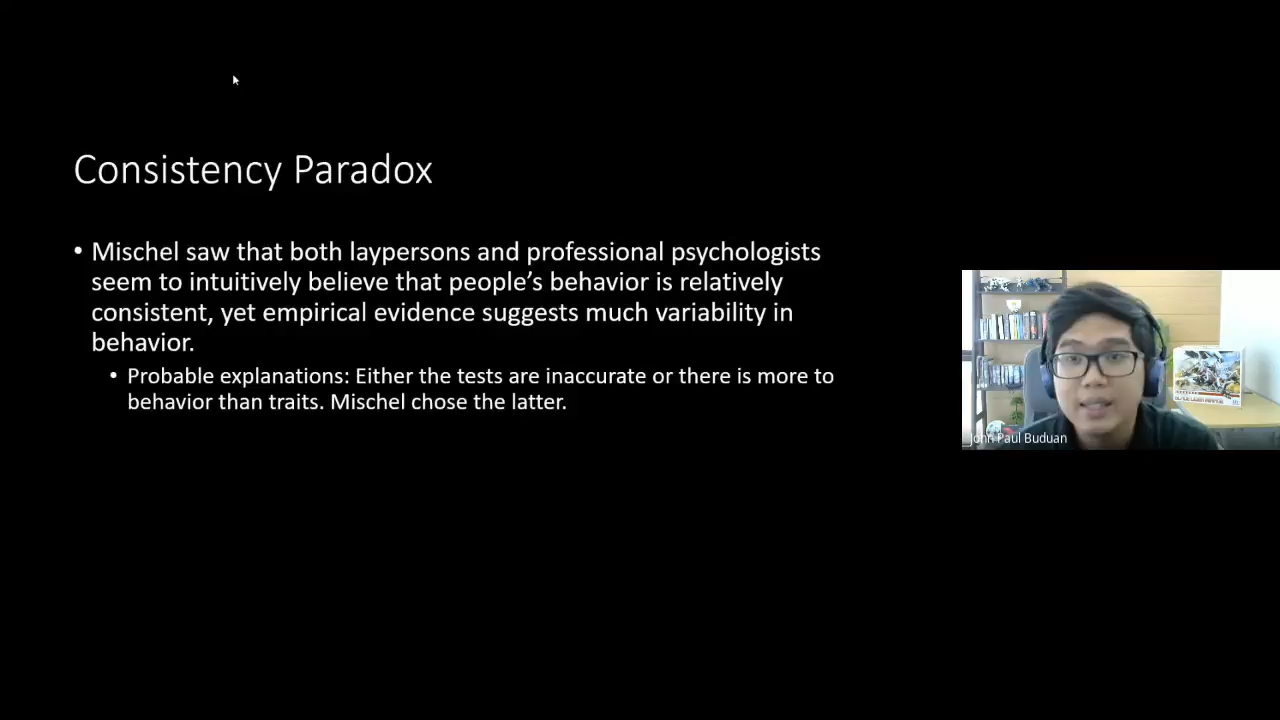 Consistency Paradox
• Mischel saw that both laypersons and professional psychologists
seem to intuitively believe that people’s behavior is relatively
consistent, yet empirical evidence suggests much variability in
behavior.
• Probable explanations: Either the tests are inaccurate or there is more to
behavior than traits. Mischel chose the latter.
John Paul Buduan